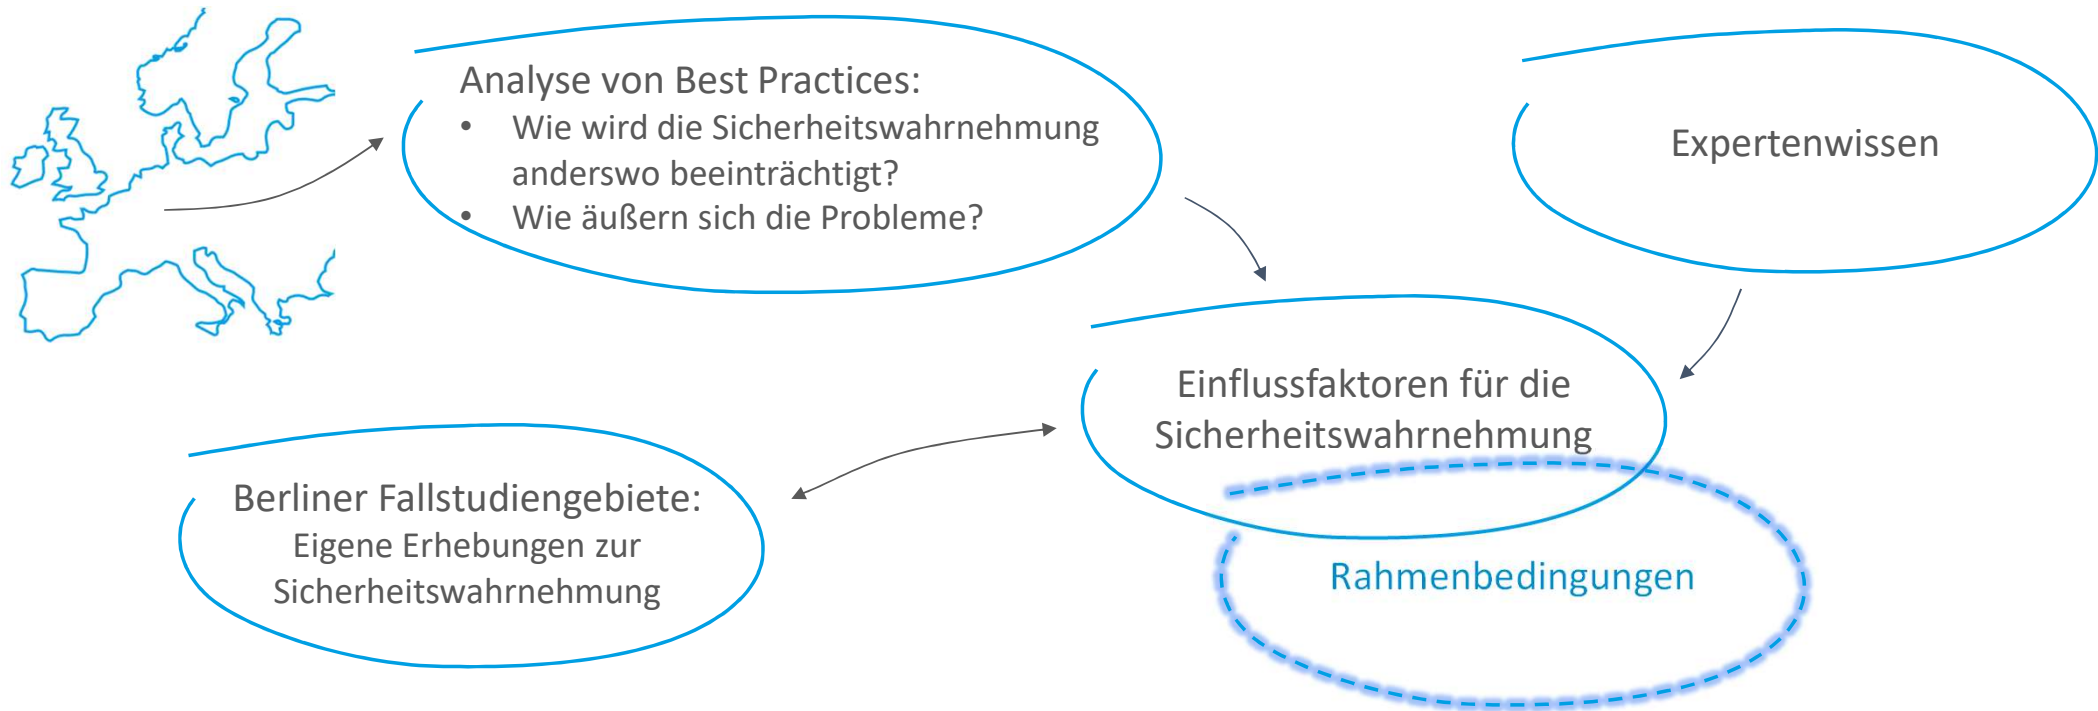 Analyse von Best Practices:
• Wie wird die Sicherheitswahrnehmung
anderswo beeinträchtigt?
• Wie äußern sich die Probleme?
Expertenwissen
Einflussfaktoren für die
Sicherheitswahrnehmung
Berliner Fallstudiengebiete:
Eigene Erhebungen zur
Sicherheitswahrnehmung
Rahmenbedingungen